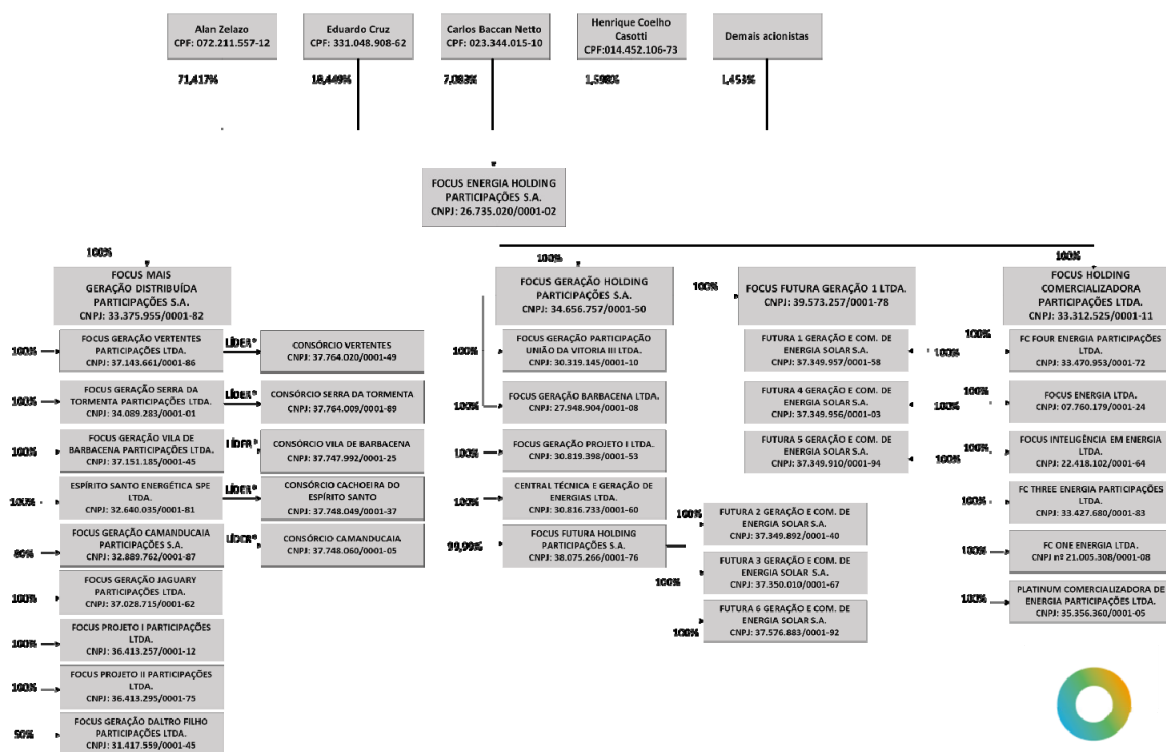 Alan Zelazo
CPF: 072.211.557-12
Eduardo Cruz
CPF: 331.048.908-62
Carlos Baccan Netto
CPF: 023.344.015-10
Henrique Coelho
Casotti
CPF:014.452.106-73
Demais acionistas
71,417%
18,449%
7,083%
1,598%
1,453%
FOCUS ENERGIA HOLDING
PARTICIPAÇÕES S.A.
CNPJ: 26.735.020/0001-02
100%
FOCUS MAIS
GERAÇÃO DISTRIBUÍDA
PARTICIPAÇÕES S.A.
CNPJ: 33.375.955/0001-82
100%
FOCUS GERAÇÃO VERTENTES
PARTICIPAÇÕES LTDA.
CNPJ: 37.143.661/0001-86
LÍDER*
CONSÓRCIO VERTENTES
CNPJ: 37.764.020/0001-49
100%
FOCUS GERAÇÃO SERRA DA
TORMENTA PARTICIPAÇÕES LTDA.
CNPJ: 34.089.283/0001-01
LÍDER*
CONSÓRCIO SERRA DA TORMENTA
CNPJ: 37.764.009/0001-89
100%
FOCUS GERAÇÃO VILA DE
BARBACENA PARTICIPAÇÕES LTDA.
CNPJ: 37.151.185/0001-45
LÍDER*
CONSÓRCIO VILA DE BARBACENA
CNPJ: 37.747.992/0001-25
100%
ESPÍRITO SANTO ENERGÉTICA SPE
LTDA.
CNPJ: 32.640.035/0001-81
LÍDER*
CONSÓRCIO CACHOEIRA DO
ESPÍRITO SANTO
CNPJ: 37.748.049/0001-37
80%
FOCUS GERAÇÃO CAMANDUCAIA
PARTICIPAÇÕES S.A.
CNPJ: 32.889.762/0001-87
LÍDER*
CONSÓRCIO CAMANDUCAIA
CNPJ: 37.748.060/0001-05
100%
FOCUS GERAÇÃO JAGUARY
PARTICIPAÇÕES LTDA.
CNPJ: 37.028.715/0001-62
100%
FOCUS PROJETO I PARTICIPAÇÕES
LTDA.
CNPJ: 36.413.257/0001-12
100%
FOCUS PROJETO II PARTICIPAÇÕES
LTDA.
CNPJ: 36.413.295/0001-75
50%
FOCUS GERAÇÃO DALTRO FILHO
PARTICIPAÇÕES LTDA.
CNPJ: 31.417.559/0001-45
100%
FOCUS GERAÇÃO HOLDING
PARTICIPAÇÕES S.A.
CNPJ: 34.656.757/0001-50
100%
FOCUS GERAÇÃO PARTICIPAÇÃO
UNIÃO DA VITORIA III LTDA.
CNPJ: 30.319.145/0001-10
100%
FOCUS GERAÇÃO BARBACENA LTDA.
CNPJ: 27.948.904/0001-08
100%
FOCUS GERAÇÃO PROJETO I LTDA.
CNPJ: 30.819.398/0001-53
100%
CENTRAL TÉCNICA E GERAÇÃO DE
ENERGIAS LTDA.
CNPJ: 30.816.733/0001-60
99,99%
FOCUS FUTURA HOLDING
PARTICIPAÇÕES S.A.
CNPJ: 38.075.266/0001-76
100%
FOCUS FUTURA GERAÇÃO 1 LTDA.
CNPJ: 39.573.257/0001-78
FUTURA 1 GERAÇÃO E COM. DE
ENERGIA SOLAR S.A.
CNPJ: 37.349.957/0001-58
100%
FUTURA 4 GERAÇÃO E COM. DE
ENERGIA SOLAR S.A.
CNPJ: 37.349.956/0001-03
100%
FUTURA 5 GERAÇÃO E COM. DE
ENERGIA SOLAR S.A.
CNPJ: 37.349.910/0001-94
100%
100%
FUTURA 2 GERAÇÃO E COM. DE
ENERGIA SOLAR S.A.
CNPJ: 37.349.892/0001-40
100%
FUTURA 3 GERAÇÃO E COM. DE
ENERGIA SOLAR S.A.
CNPJ: 37.350.010/0001-67
100%
FUTURA 6 GERAÇÃO E COM. DE
ENERGIA SOLAR S.A.
CNPJ: 37.576.883/0001-92
100%
FOCUS HOLDING
COMERCIALIZADORA
PARTICIPAÇÕES LTDA.
CNPJ: 33.312.525/0001-11
100%
FC FOUR ENERGIA PARTICIPAÇÕES
LTDA.
CNPJ: 33.470.953/0001-72
100%
FOCUS ENERGIA LTDA.
CNPJ: 07.760.179/0001-24
100%
FOCUS INTELIGÊNCIA EM ENERGIA
LTDA.
CNPJ: 22.418.102/0001-64
100%
FC THREE ENERGIA PARTICIPAÇÕES
LTDA.
CNPJ: 33.427.680/0001-83
100%
FC ONE ENERGIA LTDA.
CNPJ nº 21.005.308/0001-08
100%
PLATINUM COMERCIALIZADORA DE
ENERGIA PARTICIPAÇÕES LTDA.
CNPJ: 35.356.360/0001-05